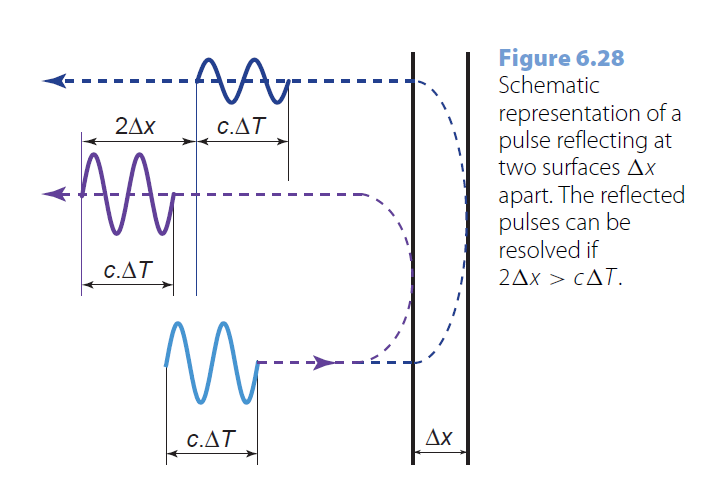 2Δx
c.ΔT
c.ΔT
c.ΔT
Δx
Figure 6.28
Schematic
representation of a
pulse reflecting at
two surfaces Δx
apart. The reflected
pulses can be
resolved if
2Δx > cΔT.